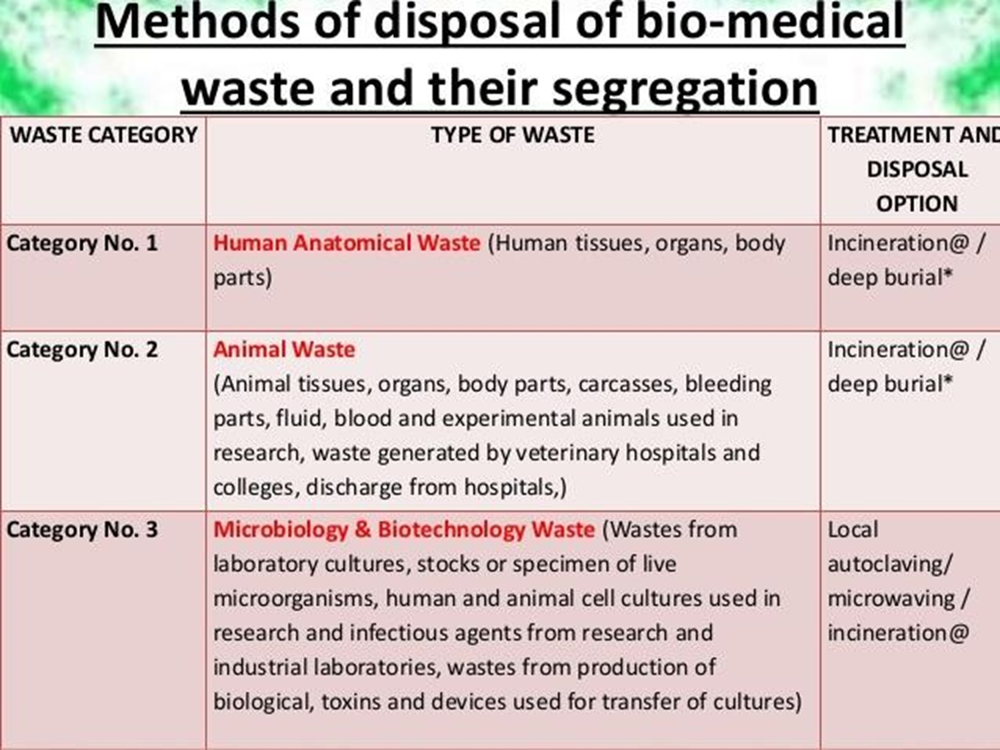 Methods of disposal of bio-medical
waste and their segregation
WASTE CATEGORY
TYPE OF WASTE
TREATMENT AND
DISPOSAL
OPTION
Category No. 1
Human Anatomical Waste (Human tissues, organs, body
parts)
Incineration@ /
deep burial*
Category No. 2
Animal Waste
(Animal tissues, organs, body parts, carcasses, bleeding
parts, fluid, blood and experimental animals used in
research, waste generated by veterinary hospitals and
colleges, discharge from hospitals,)
Incineration@ /
deep burial*
Category No. 3
Microbiology & Biotechnology Waste (Wastes from
laboratory cultures, stocks or specimen of live
microorganisms, human and animal cell cultures used in
research and infectious agents from research and
industrial laboratories, wastes from production of
biological, toxins and devices used for transfer of cultures)
Local
autoclaving/
microwaving /
incineration@